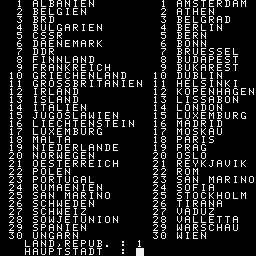 1 ALBANIEN 1 AMSTERDAM
2 BELGIEN 2 ATHEN
3 BRD 3 BELGRAD
4 BULGARIEN 4 BERLIN
5 CSSR 5 BERN
6 DAENEMARK 6 BONN
7 DDR 7 BRUESSEL
8 FINNLAND 8 BUDAPEST
9 FRANKREICH 9 BUKAREST
10 GRIECHENLAND 10 DUBLIN
11 GROSSBRITANIEN 11 HELSINKI
12 IRLAND 12 KOPENHAGEN
13 ISLAND 13 LISSABON
14 ITALIEN 14 LONDON
15 JUGOSLAWIEN 15 LUXEMBURG
16 LIECHTENSTEIN 16 MADRID
17 LUXEMBURG 17 MOSKAU
18 MALTA 18 PARIS
19 NIEDERLANDE 19 PRAG
20 NORWEGEN 20 OSLO
21 OESTERREICH 21 REYKJAVIK
22 POLEN 22 ROM
23 PORTUGAL 23 SAN MARINO
24 RUMAENIEN 24 SOFIA
25 SAN MARINO 25 STOCKHOLM
26 SCHWEDEN 26 TIRANA
27 SCHWEIZ 27 VADUZ
28 SOWJETUNION 28 VALLETTA
29 SPANIEN 29 WARSCHAU
30 UNGARN 30 WIEN
LAND,REPUB. : 1
HAUPTSTADT :